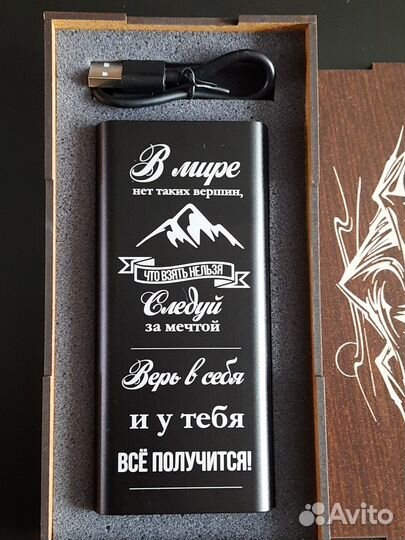 В мире
нет таких вершин,
что взять нельзя
Следуй
за мечтой
Верь в себя
и у тебя
ВСЁ ПОЛУЧИТСЯ!
Avito